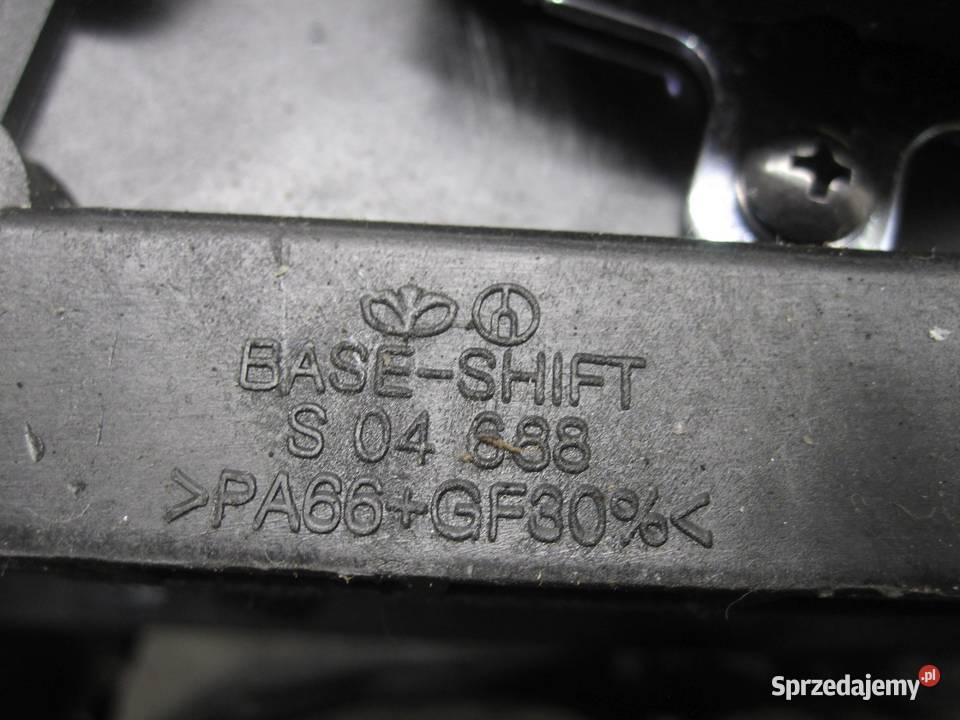 BASE-SHIFT
S 04 688
>PA66+GF30%<
Sprzedajemy.pl